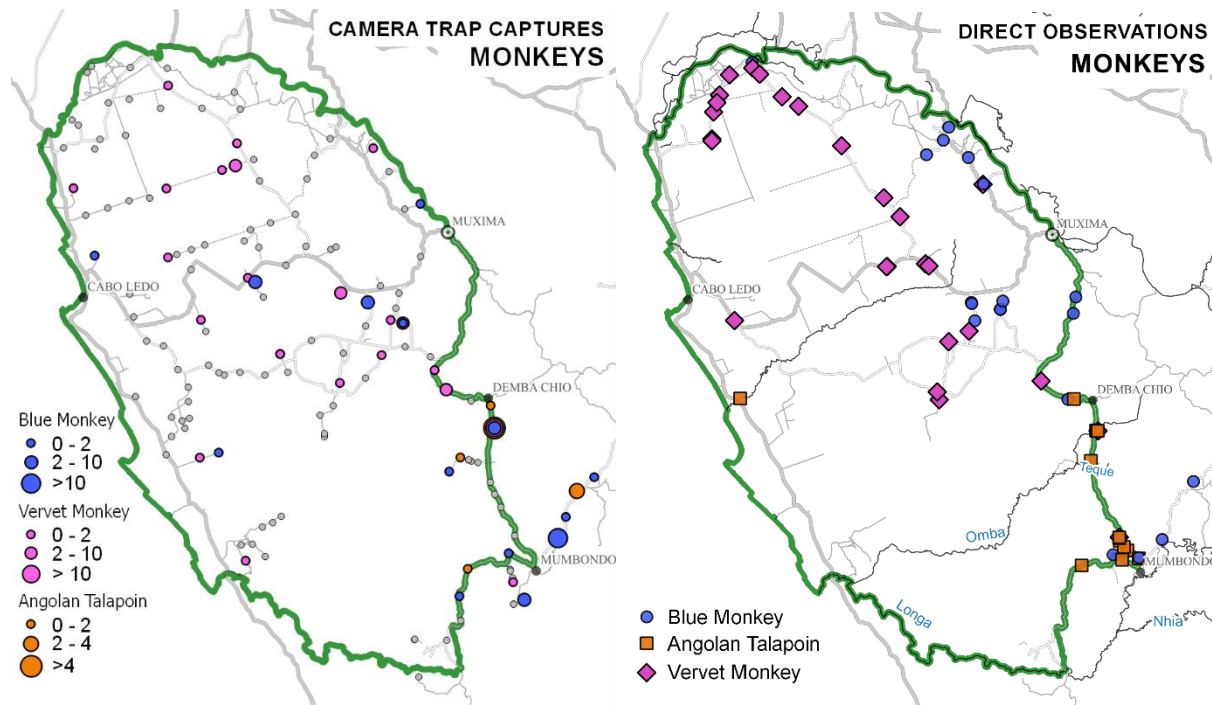 CAMERA TRAP CAPTURES
MONKEYS
MUXIMA
CABO LEDO
DEMBA CHIO
MUMBONDO
Blue Monkey
0 - 2
2 - 10
>10
Vervet Monkey
0 - 2
2 - 10
> 10
Angolan Talapoin
0 - 2
2 - 4
>4
DIRECT OBSERVATIONS
MONKEYS
MUXIMA
CABO LEDO
DEMBA CHIO
Teque
Omba
MUMBONDO
Longa
Nhia
Blue Monkey
Angolan Talapoin
Vervet Monkey